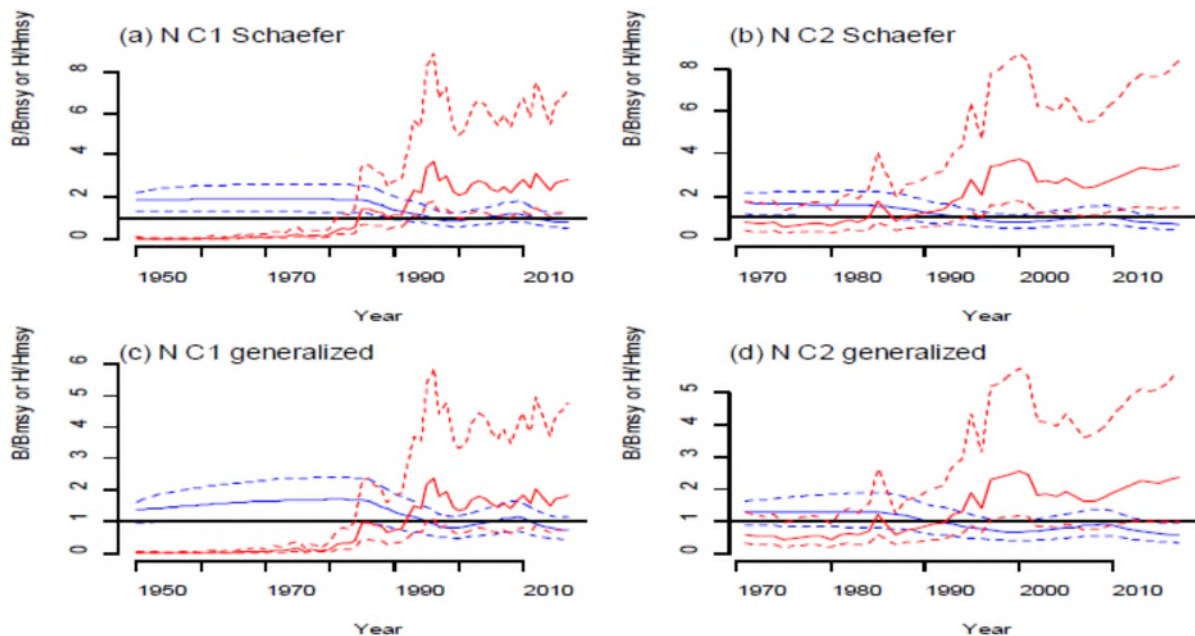 (a) N C1 Schaefer
B/Bmsy or H/Hmsy
0 2 4 6 8
1950 1970 1990 2010
Year
(b) N C2 Schaefer
B/Bmsy or H/Hmsy
0 2 4 6 8
1970 1980 1990 2000 2010
Year
(c) N C1 generalized
B/Bmsy or H/Hmsy
0 1 2 3 4 5 6
1950 1970 1990 2010
Year
(d) N C2 generalized
B/Bmsy or H/Hmsy
0 1 2 3 4 5
1970 1980 1990 2000 2010
Year